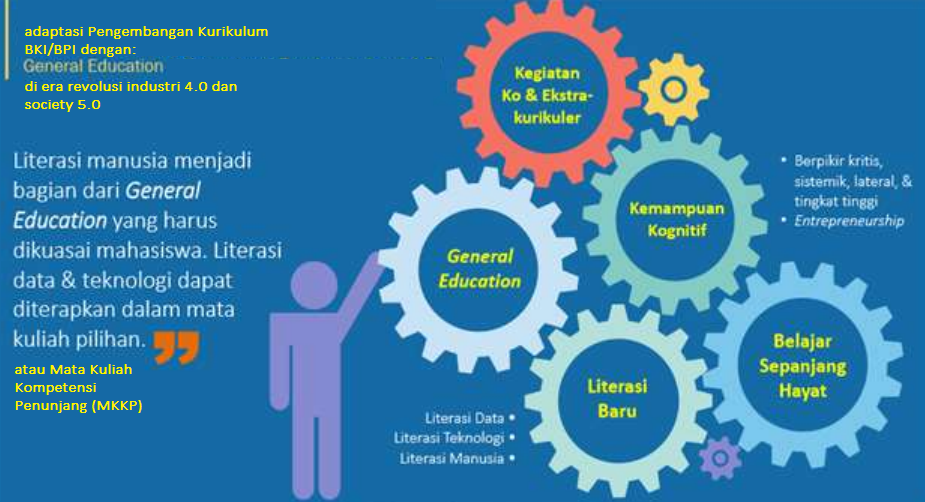 adaptasi Pengembangan Kurikulum
BKI/BPI dengan:
General Education
di era revolusi industri 4.0 dan
society 5.0
Literasi manusia menjadi
bagian dari General
Education yang harus
dikuasai mahasiswa. Literasi
data & teknologi dapat
diterapkan dalam mata
kuliah pilihan.
atau Mata Kuliah
Kompetensi
Penunjang (MKKP)
Kegiatan
Ko & Ekstra-
kurikuler
Kemampuan
Kognitif
• Berpikir kritis,
sistemik, lateral, &
tingkat tinggi
• Entrepreneurship
General
Education
Literasi
Baru
Literasi Data •
Literasi Teknologi •
Literasi Manusia •
Belajar
Sepanjang
Hayat